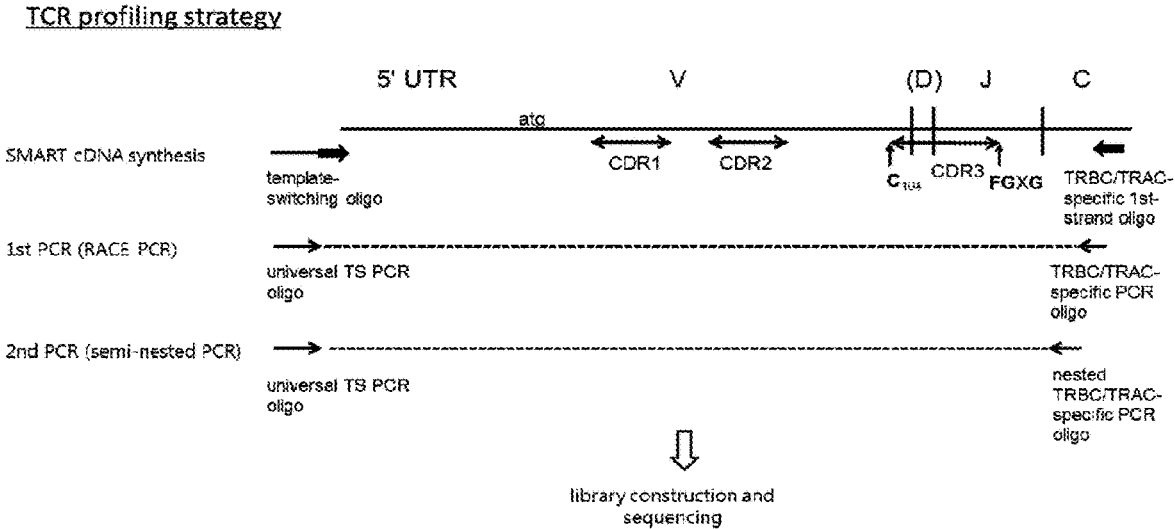 TCR profiling strategy
5' UTR V (D) J C
atg
SMART cDNA synthesis
CDR1 CDR2 CDR3
template-
switching oligo
C104 FGXG
TRBC/TRAC-
specific 1st-
strand oligo
1st PCR (RACE PCR)
universal TS PCR
oligo
TRBC/TRAC-
specific PCR
oligo
2nd PCR (semi-nested PCR)
universal TS PCR
oligo
nested
TRBC/TRAC-
specific PCR
oligo
library construction and
sequencing